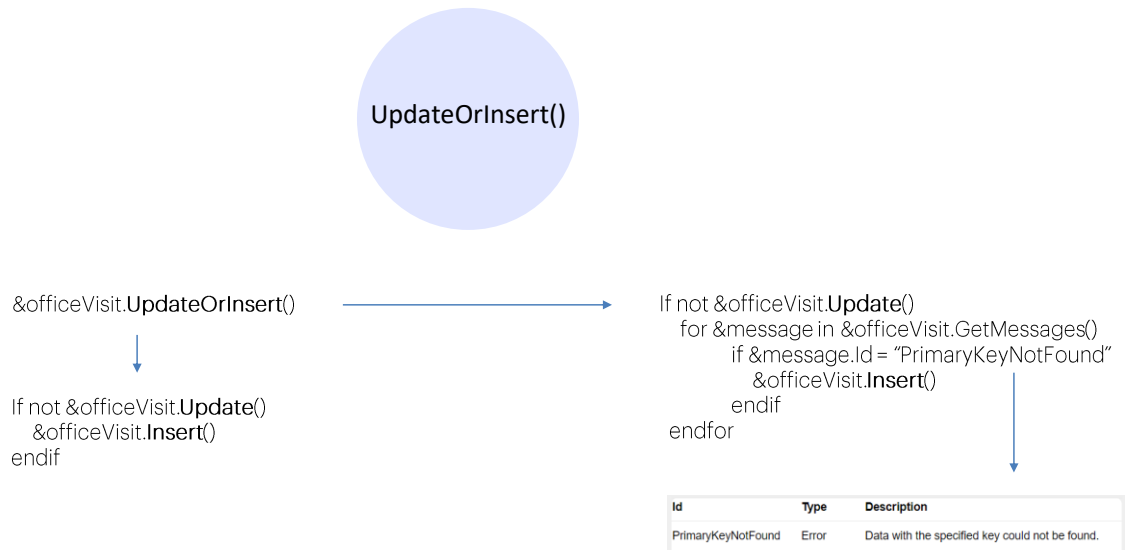 UpdateOrInsert()
&officeVisit.UpdateOrInsert()
If not &officeVisit.Update()
&officeVisit.Insert()
endif
If not &officeVisit.Update()
for &message in &officeVisit.GetMessages()
if &message.Id = “PrimaryKeyNotFound”
&officeVisit.Insert()
endif
endfor
Id Type Description
PrimaryKeyNotFound Error Data with the specified key could not be found.